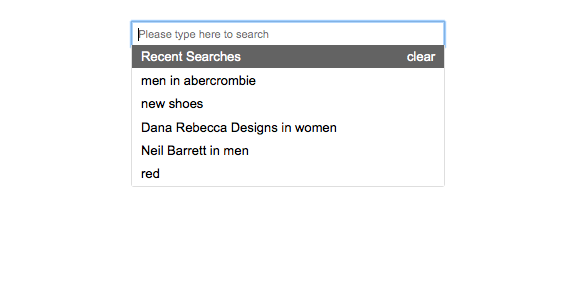 Please type here to search
Recent Searches clear
men in abercrombie
new shoes
Dana Rebecca Designs in women
Neil Barrett in men
red